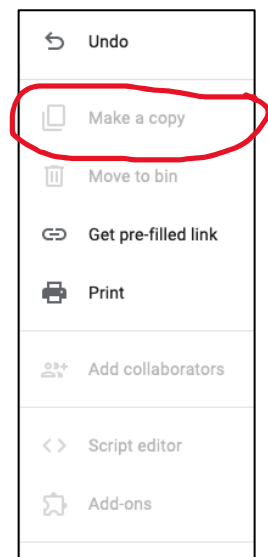 Undo
Make a copy
Move to bin
Get pre-filled link
Print
Add collaborators
Script editor
Add-ons